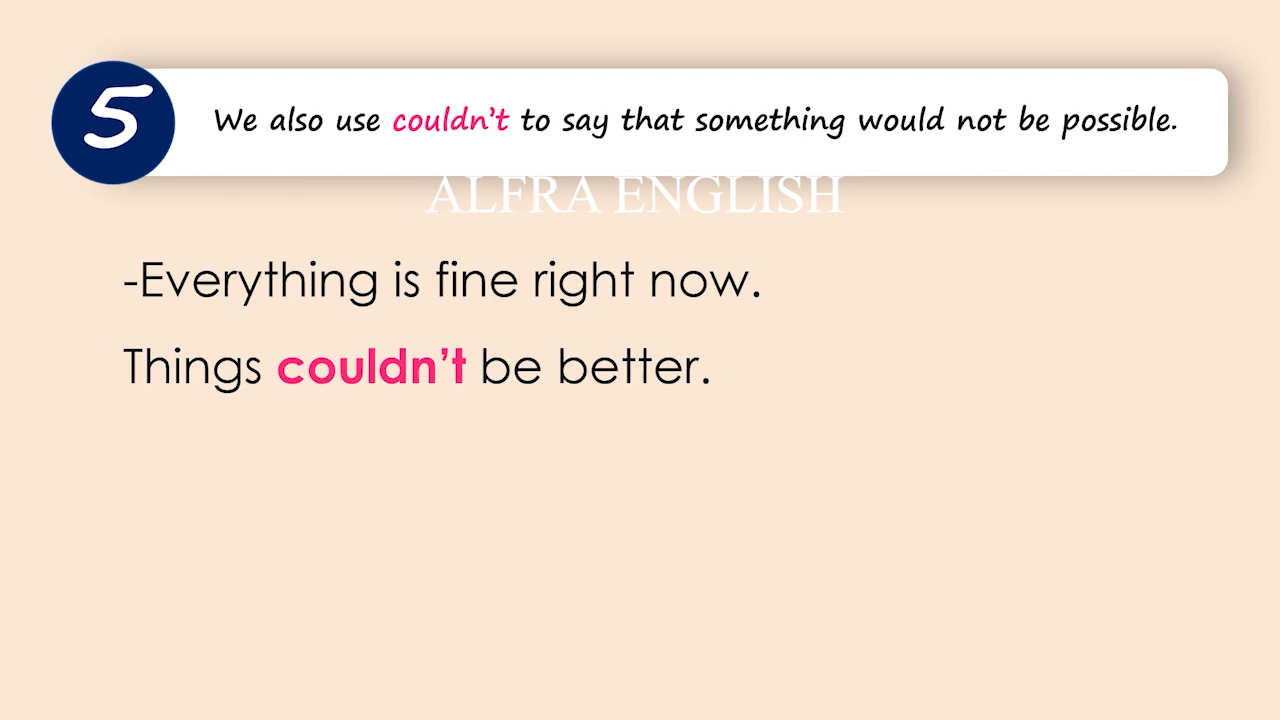 5
We also use couldn't to say that something would not be possible.
ALFRA ENGLISH
-Everything is fine right now.
Things couldn't be better.